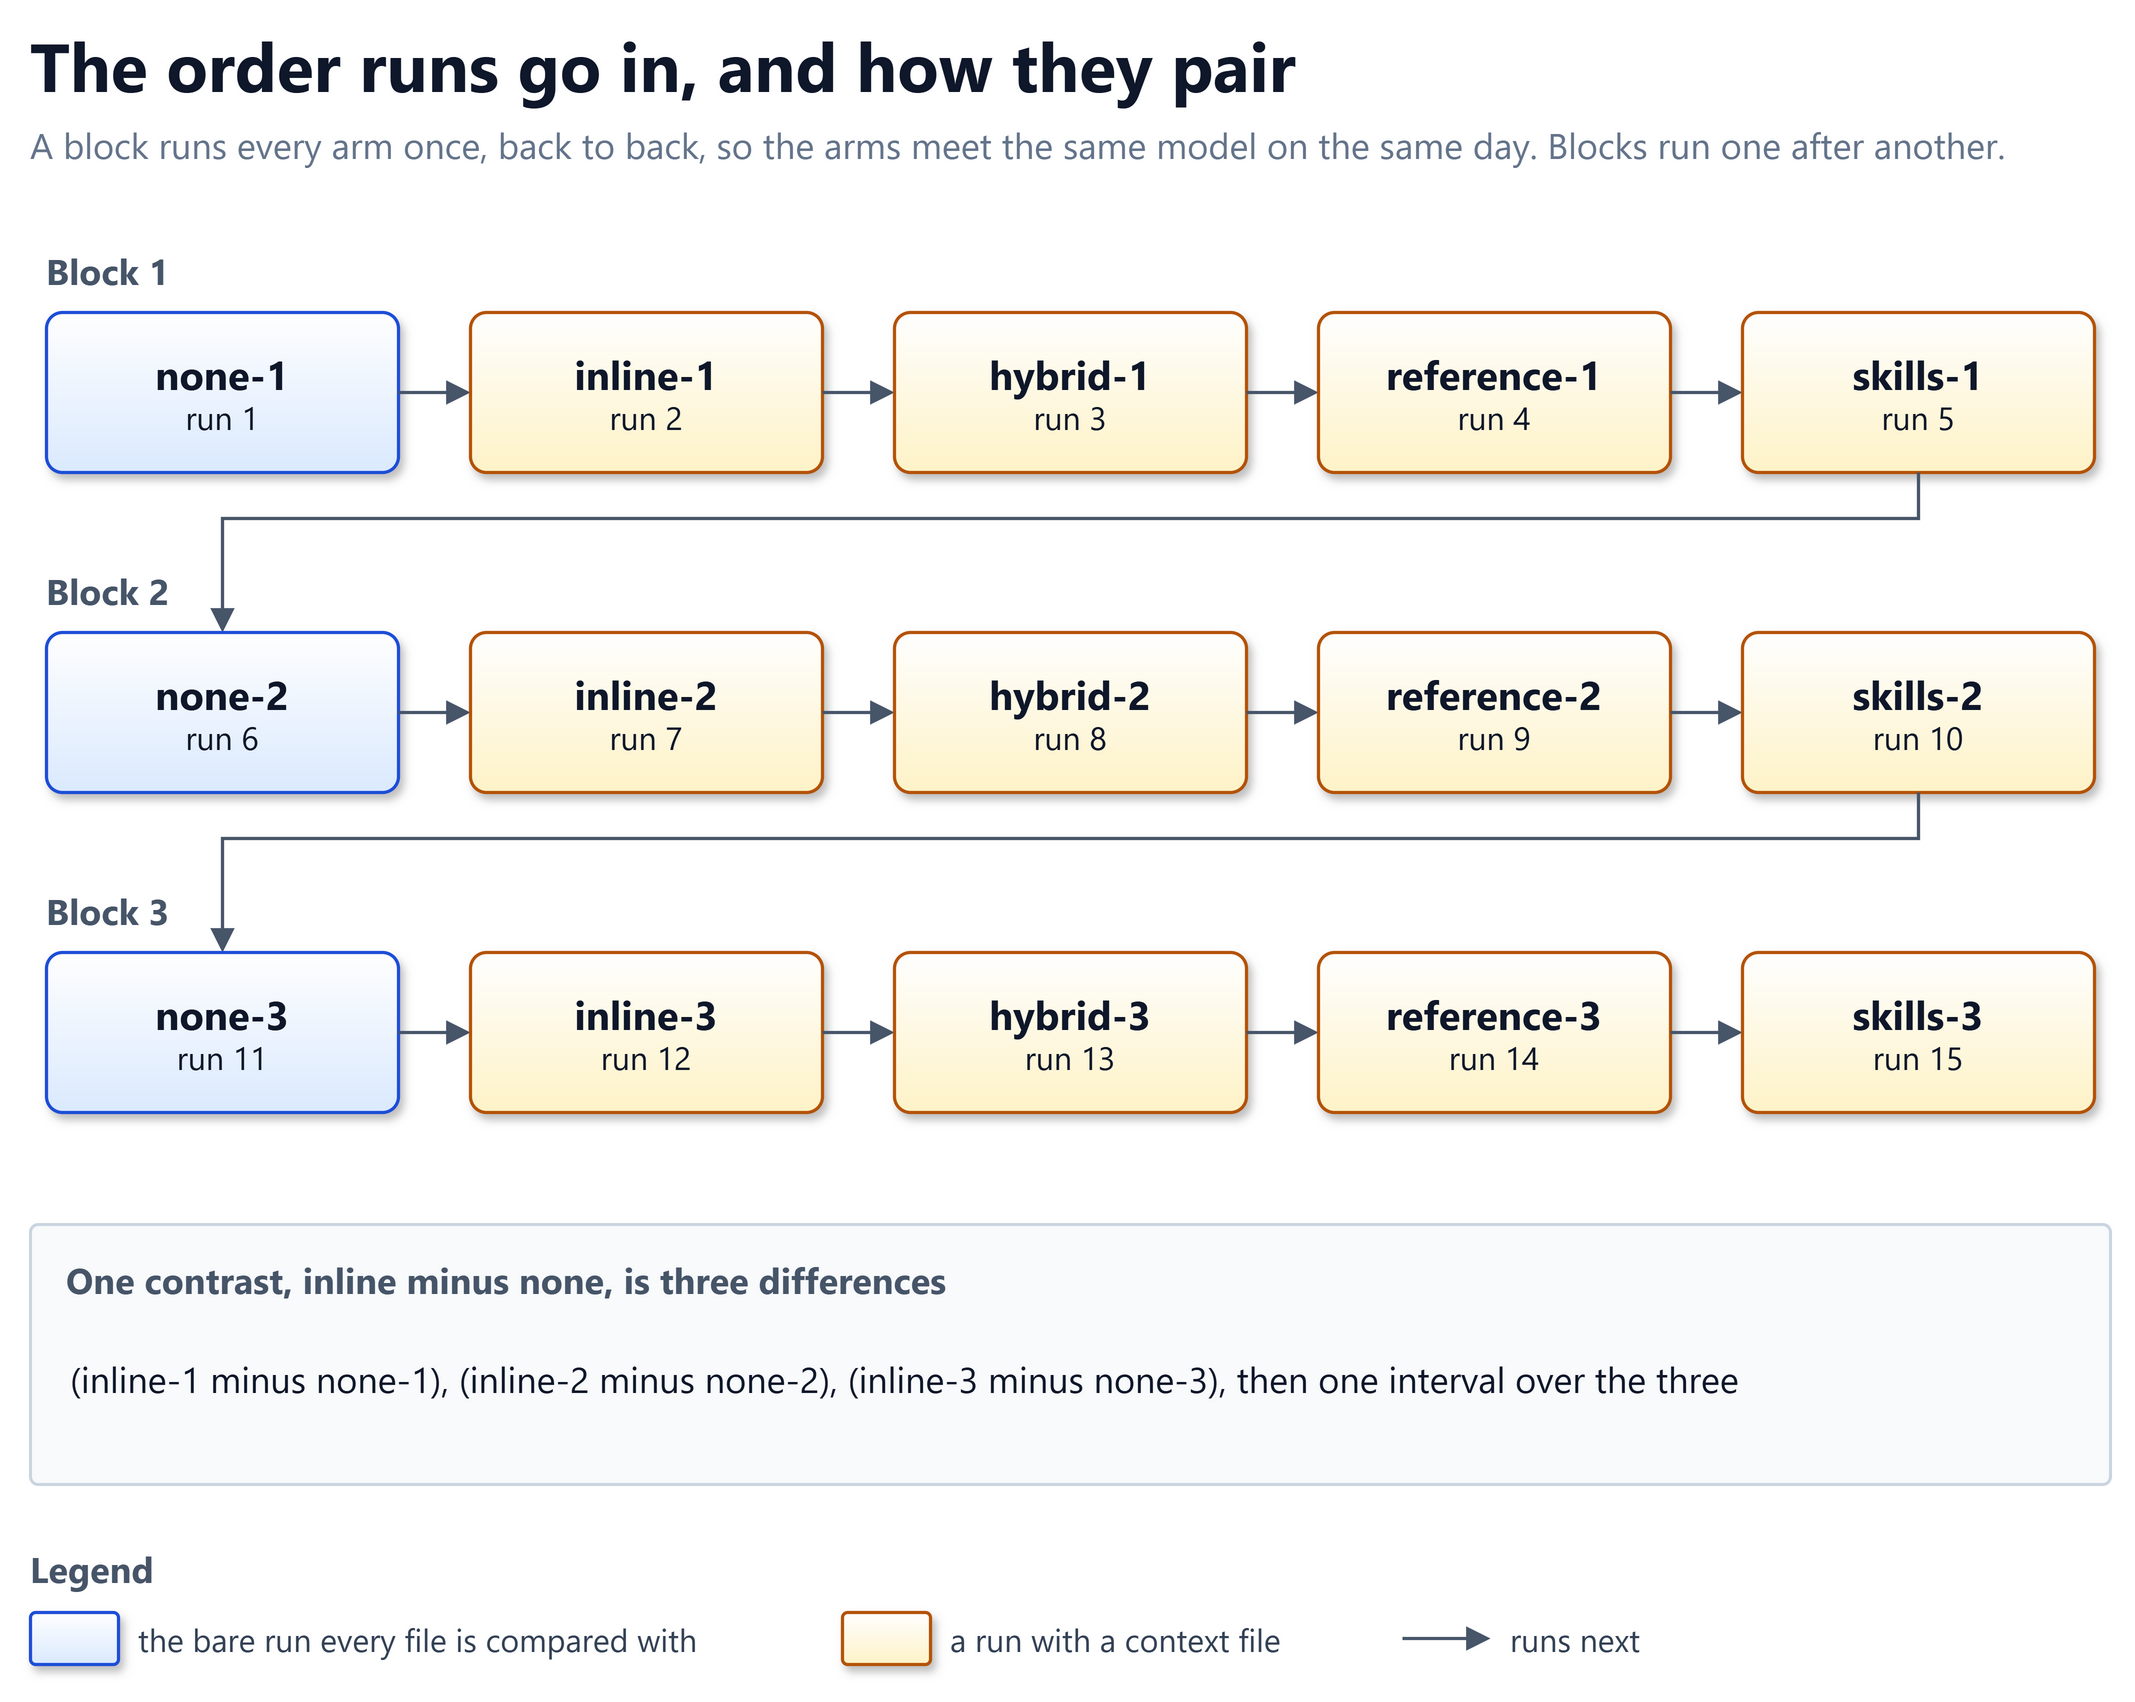 The order runs go in, and how they pair
A block runs every arm once, back to back, so the arms meet the same model on the same day. Blocks run one after another.
Block 1
none-1
run 1
inline-1
run 2
hybrid-1
run 3
reference-1
run 4
skills-1
run 5
Block 2
none-2
run 6
inline-2
run 7
hybrid-2
run 8
reference-2
run 9
skills-2
run 10
Block 3
none-3
run 11
inline-3
run 12
hybrid-3
run 13
reference-3
run 14
skills-3
run 15
One contrast, inline minus none, is three differences
(inline-1 minus none-1), (inline-2 minus none-2), (inline-3 minus none-3), then one interval over the three
Legend
the bare run every file is compared with
a run with a context file
runs next